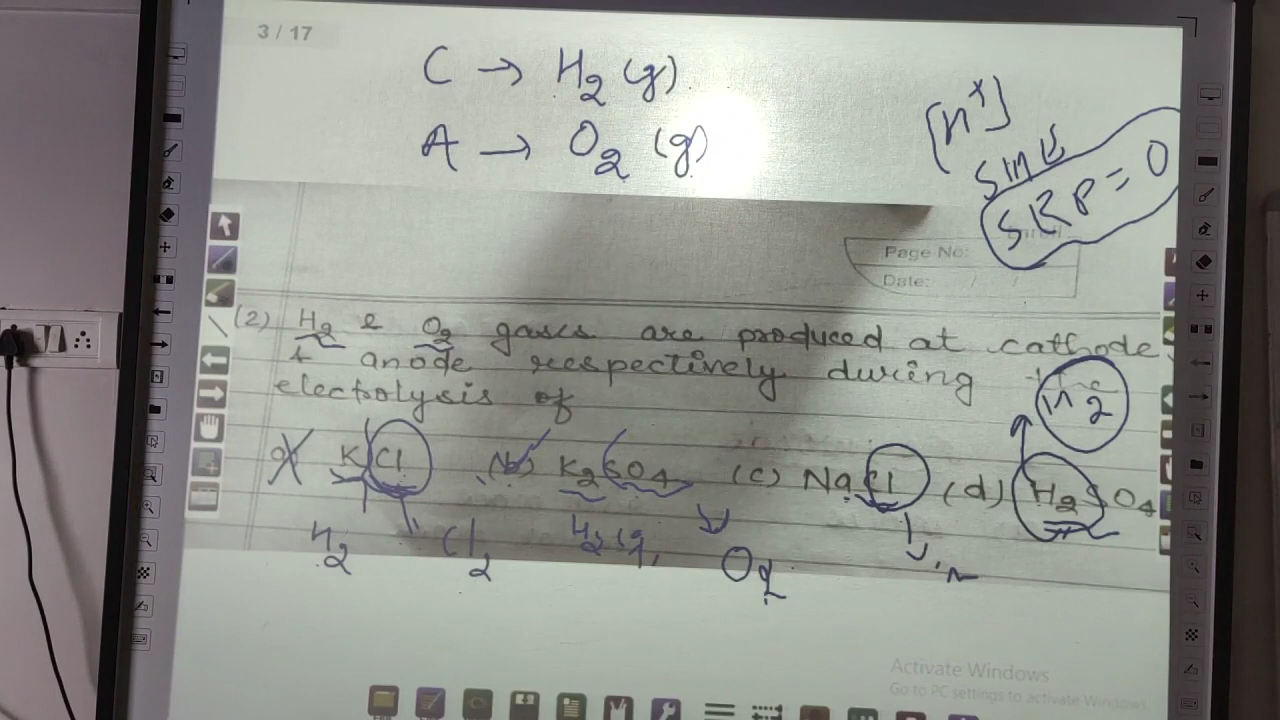 3 / 17
C → H2 (g)
A → O2 (g)
SRP = 0
Page No:
Date: / /
(2) H2 & O2 gases are produced at cathode
& anode respectively during the
electolysis of
H2
KCl (b) K2SO4 (c) NaCl (d) H2SO4
H2 Cl2 H2(g) O2
Activate Windows
Go to PC settings to activate Windows.